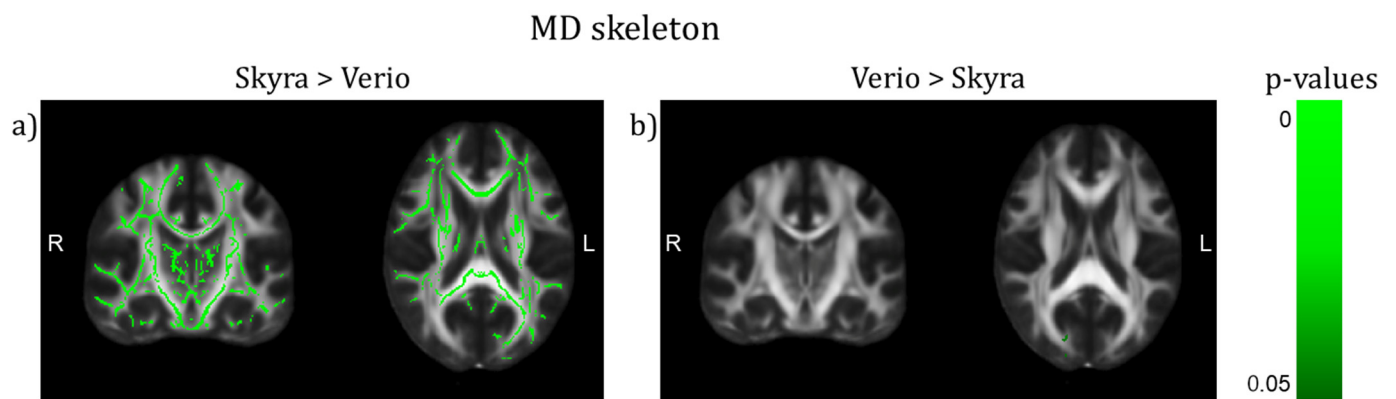 MD skeleton
Skyra > Verio
Verio > Skyra
p-values
a)
b)
0
R
L
R
L
0.05